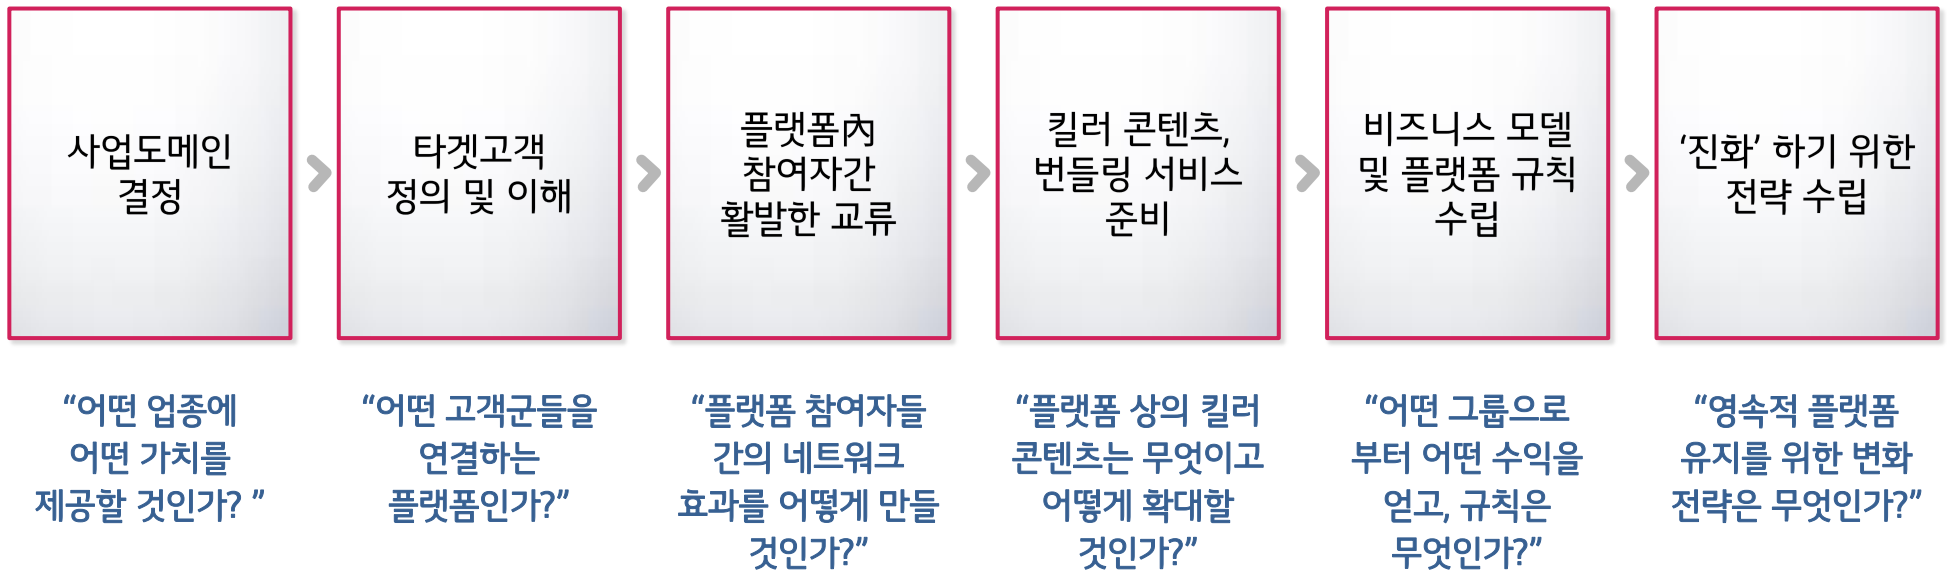 사업도메인
결정
타겟고객
정의 및 이해
플랫폼內
참여자간
활발한 교류
킬러 콘텐츠,
번들링 서비스
준비
비즈니스 모델
및 플랫폼 규칙
수립
‘진화’ 하기 위한
전략 수립
“어떤 업종에
어떤 가치를
제공할 것인가? ”
“어떤 고객군들을
연결하는
플랫폼인가?”
“플랫폼 참여자들
간의 네트워크
효과를 어떻게 만들
것인가?”
“플랫폼 상의 킬러
콘텐츠는 무엇이고
어떻게 확대할
것인가?”
“어떤 그룹으로
부터 어떤 수익을
얻고, 규칙은
무엇인가?”
“영속적 플랫폼
유지를 위한 변화
전략은 무엇인가?”